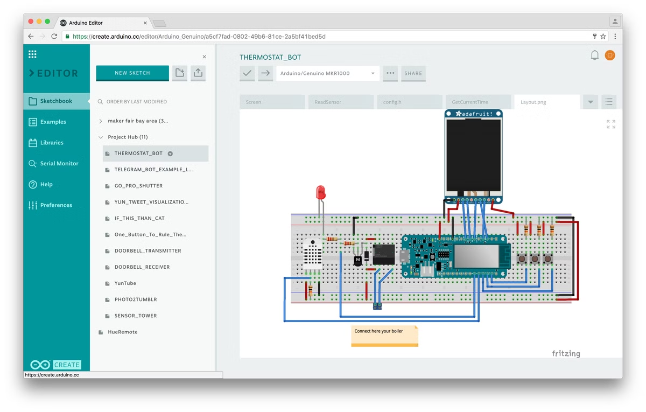 Arduino Editor
https://create.arduino.cc/editor/Arduino_Genuino/a5cf7fad-0802-49b6-81ce-2a5bf41bed5d
EDITOR
Sketchbook
Examples
Libraries
Serial Monitor
Help
Preferences
CREATE
https://create.arduino.cc
NEW SKETCH
ORDER BY LAST MODIFIED
maker fair bay area (3...
Project Hub (11)
THERMOSTAT_BOT
TELEGRAM_BOT_EXAMPLE_I...
GO_PRO_SHUTTER
YUN_TWEET_VISUALIZATIO...
IF_THIS_THAN_CAT
One_Button_To_Rule_The...
DOORBELL_TRANSMITTER
DOORBELL_RECEIVER
YunTube
PHOTO2TUMBLR
SENSOR_TOWER
HueRemote
THERMOSTAT_BOT
Arduino/Genuino MKR1000
SHARE
Screen
ReadSensor
config.h
GetCurrentTime
Layout.png
adafruit!
Connect here your boiler
fritzing